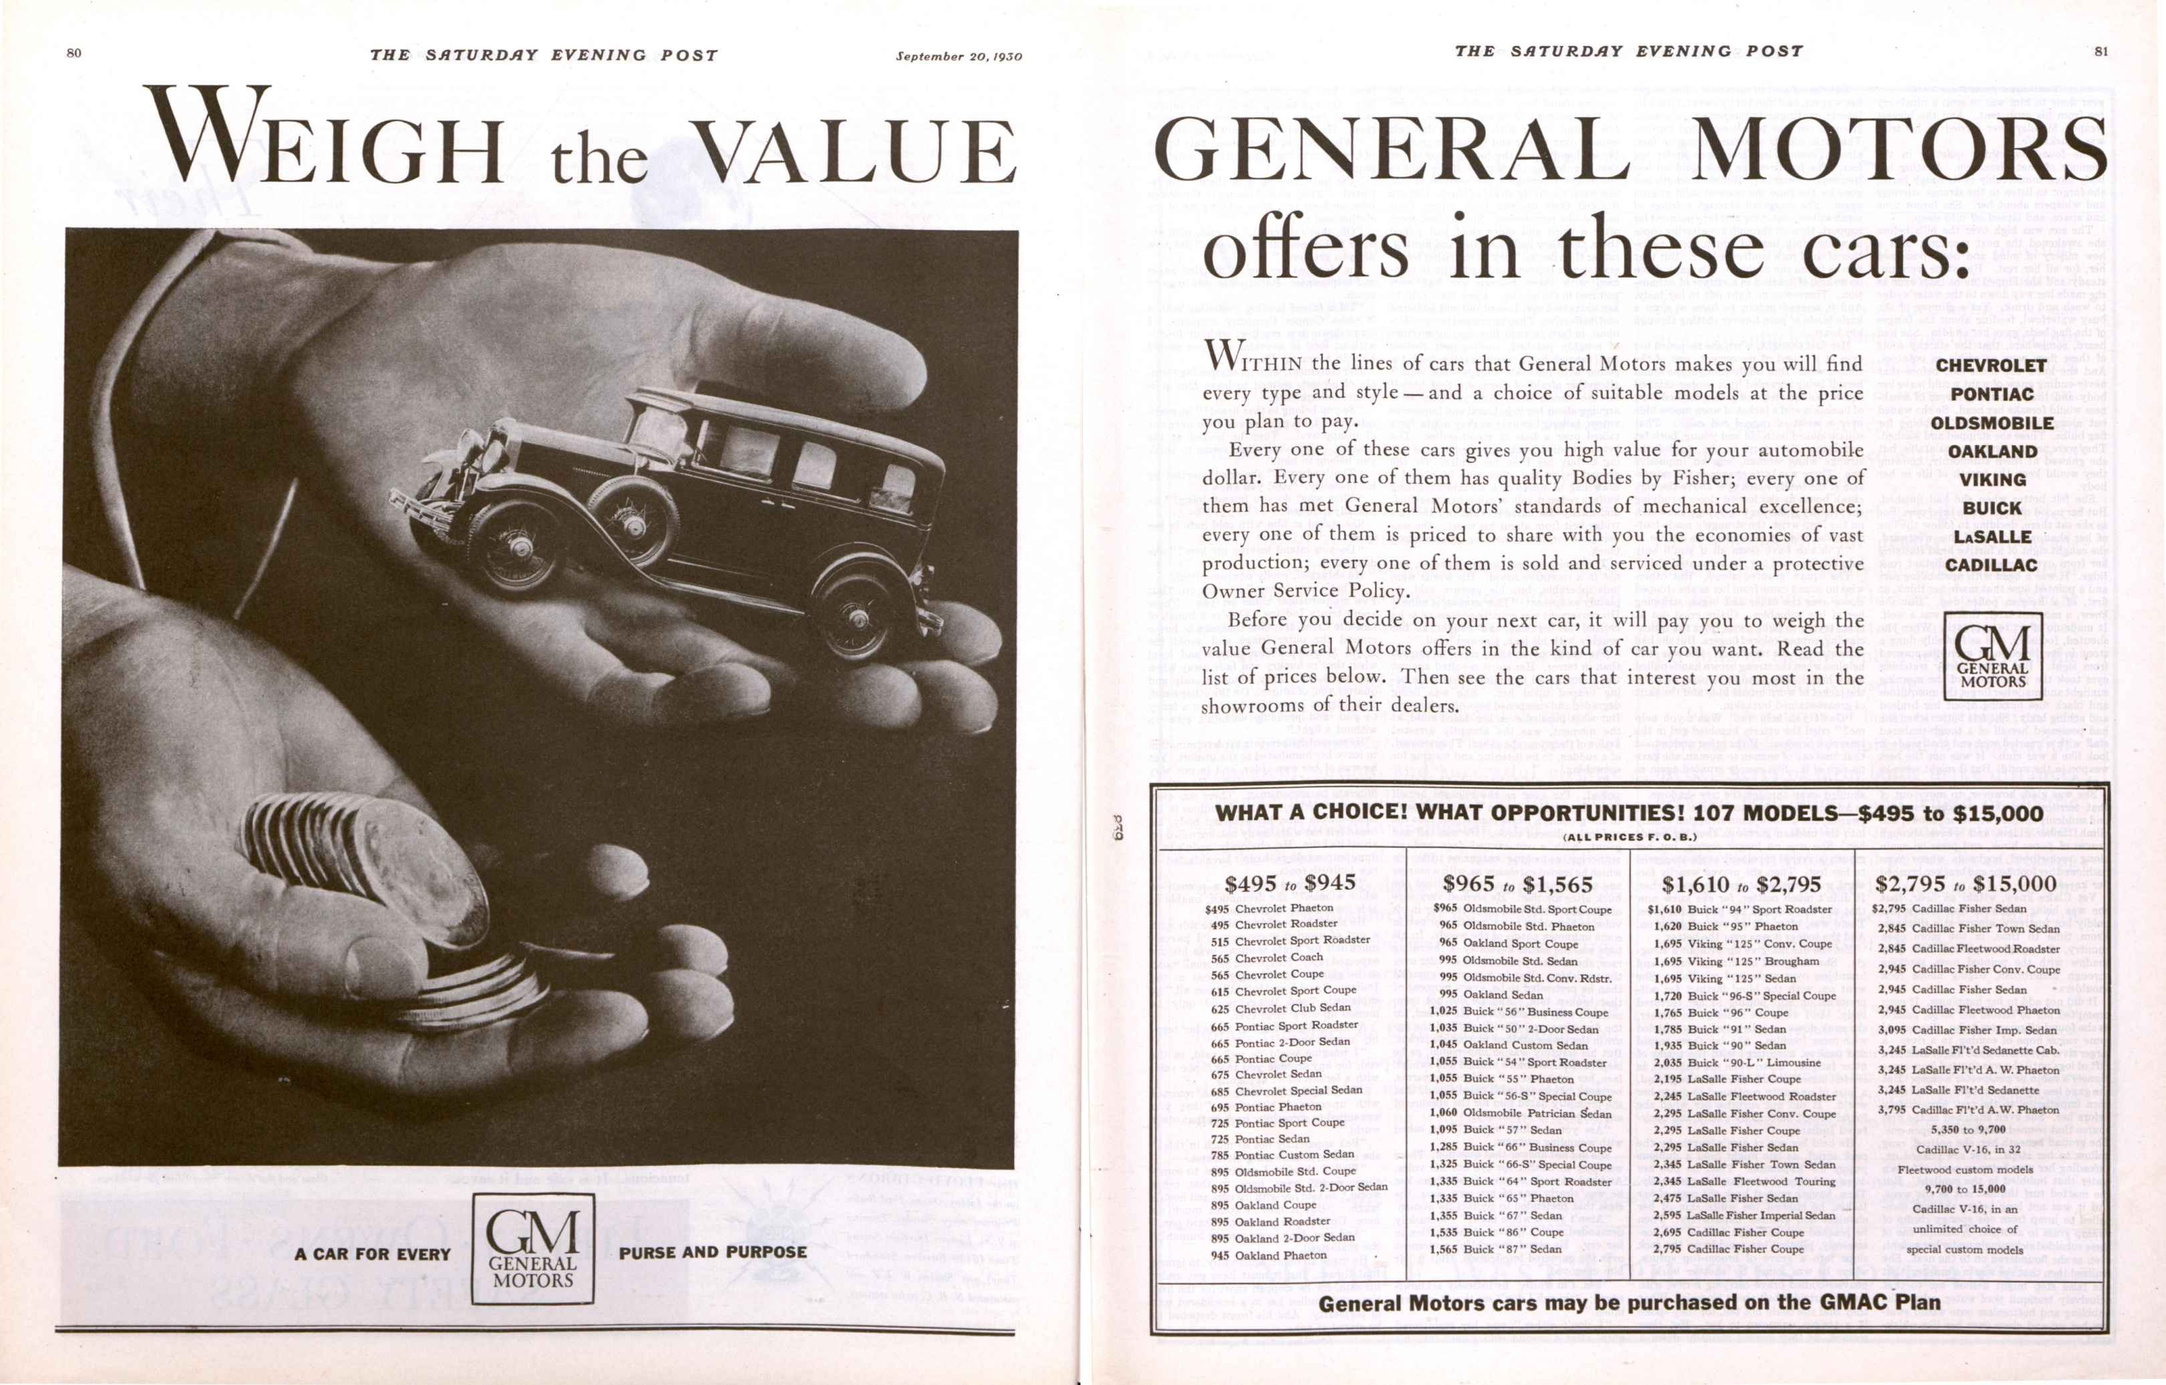 80
THE SATURDAY EVENING POST
September 20, 1930
WEIGH the VALUE
A CAR FOR EVERY
GM
GENERAL
MOTORS
PURSE AND PURPOSE
THE SATURDAY EVENING POST
81
GENERAL MOTORS
offers in these cars:
WITHIN the lines of cars that General Motors makes you will find
every type and style — and a choice of suitable models at the price
you plan to pay.
Every one of these cars gives you high value for your automobile
dollar. Every one of them has quality Bodies by Fisher; every one of
them has met General Motors' standards of mechanical excellence;
every one of them is priced to share with you the economies of vast
production; every one of them is sold and serviced under a protective
Owner Service Policy.
Before you decide on your next car, it will pay you to weigh the
value General Motors offers in the kind of car you want. Read the
list of prices below. Then see the cars that interest you most in the
showrooms of their dealers.
CHEVROLET
PONTIAC
OLDSMOBILE
OAKLAND
VIKING
BUICK
LASALLE
CADILLAC
GM
GENERAL
MOTORS
WHAT A CHOICE! WHAT OPPORTUNITIES! 107 MODELS—$495 to $15,000
(ALL PRICES F. O. B.)
$495 to $945
$495 Chevrolet Phaeton
495 Chevrolet Roadster
515 Chevrolet Sport Roadster
565 Chevrolet Coach
565 Chevrolet Coupe
615 Chevrolet Sport Coupe
625 Chevrolet Club Sedan
665 Pontiac Sport Roadster
665 Pontiac 2-Door Sedan
665 Pontiac Coupe
675 Chevrolet Sedan
685 Chevrolet Special Sedan
695 Pontiac Phaeton
725 Pontiac Sport Coupe
725 Pontiac Sedan
785 Pontiac Custom Sedan
895 Oldsmobile Std. Coupe
895 Oldsmobile Std. 2-Door Sedan
895 Oakland Coupe
895 Oakland Roadster
895 Oakland 2-Door Sedan
945 Oakland Phaeton
$965 to $1,565
$965 Oldsmobile Std. Sport Coupe
965 Oldsmobile Std. Phaeton
965 Oakland Sport Coupe
995 Oldsmobile Std. Sedan
995 Oldsmobile Std. Conv. Rdstr.
995 Oakland Sedan
1,025 Buick "56" Business Coupe
1,035 Buick "50" 2-Door Sedan
1,045 Oakland Custom Sedan
1,055 Buick "54" Sport Roadster
1,055 Buick "55" Phaeton
1,055 Buick "56-S" Special Coupe
1,060 Oldsmobile Patrician Sedan
1,095 Buick "57" Sedan
1,285 Buick "66" Business Coupe
1,325 Buick "66-S" Special Coupe
1,335 Buick "64" Sport Roadster
1,335 Buick "65" Phaeton
1,355 Buick "67" Sedan
1,535 Buick "86" Coupe
1,565 Buick "87" Sedan
$1,610 to $2,795
$1,610 Buick "94" Sport Roadster
1,620 Buick "95" Phaeton
1,695 Viking "125" Conv. Coupe
1,695 Viking "125" Brougham
1,695 Viking "125" Sedan
1,720 Buick "96-S" Special Coupe
1,765 Buick "96" Coupe
1,785 Buick "91" Sedan
1,935 Buick "90" Sedan
2,035 Buick "90-L" Limousine
2,195 LaSalle Fisher Coupe
2,245 LaSalle Fleetwood Roadster
2,295 LaSalle Fisher Conv. Coupe
2,295 LaSalle Fisher Coupe
2,295 LaSalle Fisher Sedan
2,345 LaSalle Fisher Town Sedan
2,345 LaSalle Fleetwood Touring
2,475 LaSalle Fisher Sedan
2,595 LaSalle Fisher Imperial Sedan
2,695 Cadillac Fisher Coupe
2,795 Cadillac Fisher Coupe
$2,795 to $15,000
$2,795 Cadillac Fisher Sedan
2,845 Cadillac Fisher Town Sedan
2,845 Cadillac Fleetwood Roadster
2,945 Cadillac Fisher Conv. Coupe
2,945 Cadillac Fisher Sedan
2,945 Cadillac Fleetwood Phaeton
3,095 Cadillac Fisher Imp. Sedan
3,245 LaSalle Fl't'd Sedanette Cab.
3,245 LaSalle Fl't'd A. W. Phaeton
3,245 LaSalle Fl't'd Sedanette
3,795 Cadillac Fl't'd A.W. Phaeton
5,350 to 9,700
Cadillac V-16, in 32
Fleetwood custom models
9,700 to 15,000
Cadillac V-16, in an
unlimited choice of
special custom models
General Motors cars may be purchased on the GMAC Plan